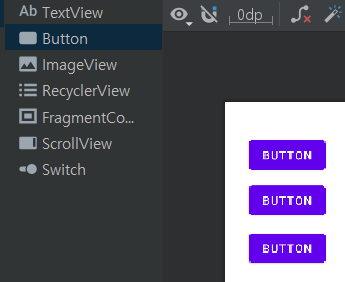 Ab TextView
Button
ImageView
RecyclerView
FragmentCo...
ScrollView
Switch
0dp
BUTTON
BUTTON
BUTTON